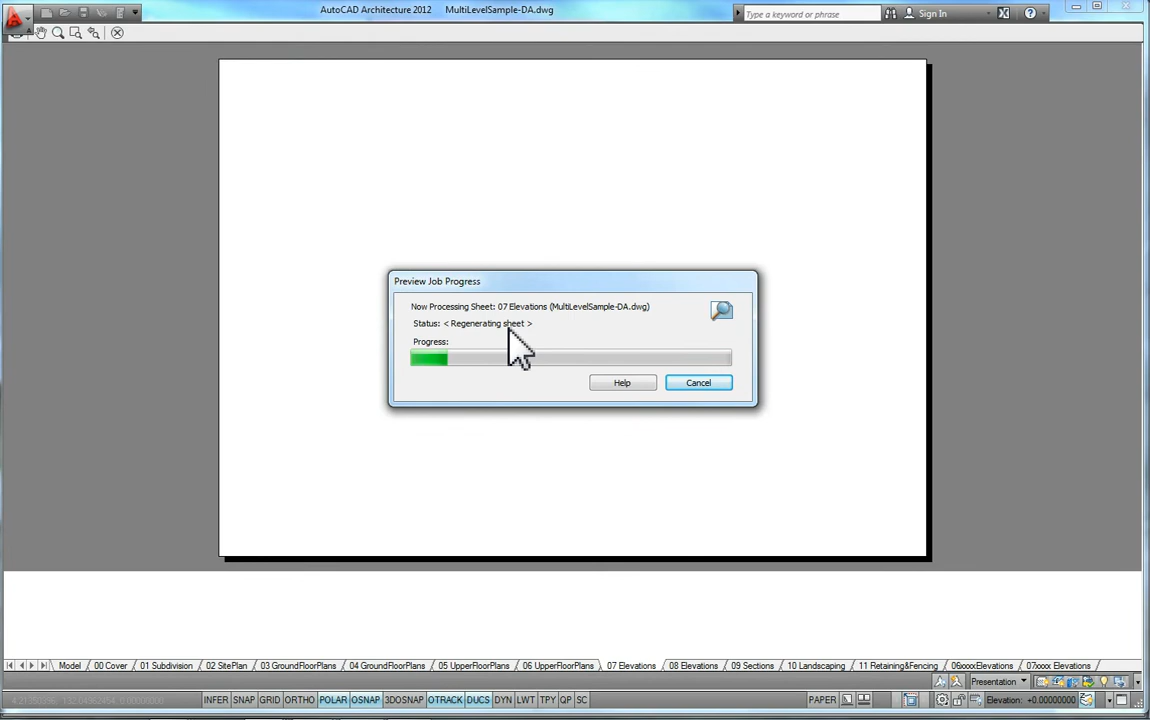 AutoCAD Architecture 2012 MultiLevelSample-DA.dwg
Type a keyword or phrase
Sign In
Preview Job Progress
Now Processing Sheet: 07 Elevations (MultiLevelSample-DA.dwg)
Status: < Regenerating sheet >
Progress:
Help Cancel
Model 00 Cover 01 Subdivision 02 SitePlan 03 GroundFloorPlans 04 GroundFloorPlans 05 UpperFloorPlans 06 UpperFloorPlans 07 Elevations 08 Elevations 09 Sections 10 Landscaping 11 Retaining&Fencing 06xxxElevations 07xxxx Elevations
Presentation
INFER SNAP GRID ORTHO POLAR OSNAP 3DOSNAP OTRACK DUCS DYN LWT TPY QP SC PAPER Elevation: +0.00000000